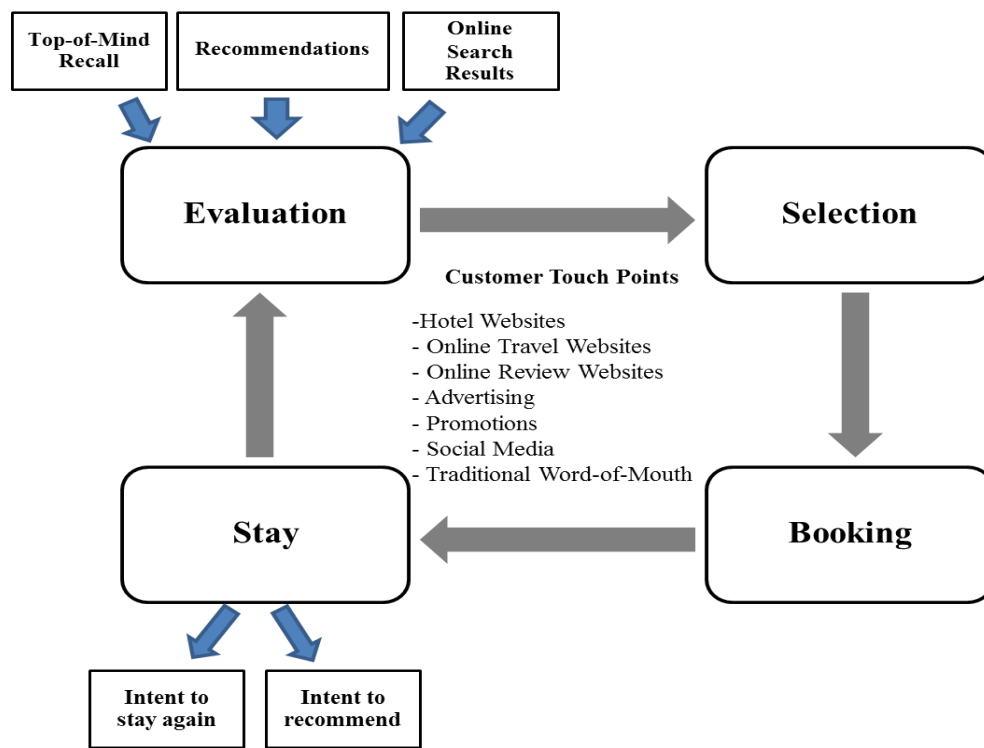 Top-of-Mind
Recall
Recommendations
Online
Search
Results
Evaluation
Selection
Customer Touch Points
-Hotel Websites
- Online Travel Websites
- Online Review Websites
- Advertising
- Promotions
- Social Media
- Traditional Word-of-Mouth
Stay
Booking
Intent to
stay again
Intent to
recommend